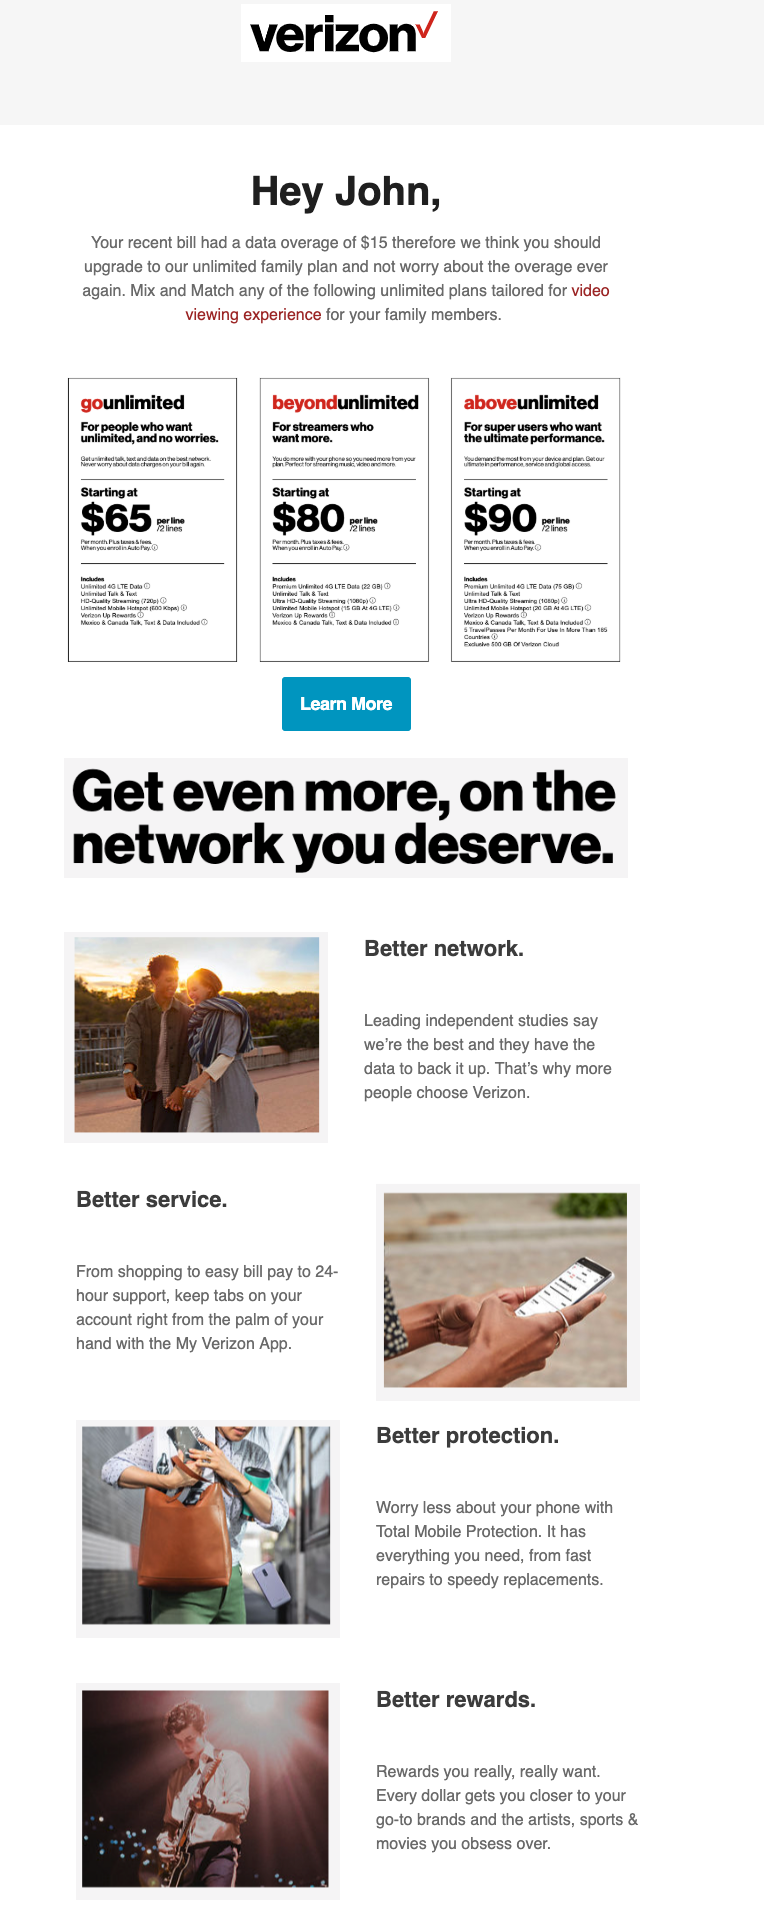 verizon
Hey John,
Your recent bill had a data overage of $15 therefore we think you should
upgrade to our unlimited family plan and not worry about the overage ever
again. Mix and Match any of the following unlimited plans tailored for video
viewing experience for your family members.
gounlimited
For people who want
unlimited, and no worries.
Get unlimited talk, text and data on the best network.
Never worry about data charges on your bill again.
Starting at
$65 per line
/2 lines
Per month. Plus taxes & fees.
When you enroll in Auto Pay.
Includes
Unlimited 4G LTE Data
Unlimited Talk & Text
HD-Quality Streaming (720p)
Unlimited Mobile Hotspot (600 Kbps)
Verizon Up Rewards
Mexico & Canada Talk, Text & Data Included
beyondunlimited
For streamers who
want more.
You do more with your phone so you need more from your
plan. Perfect for streaming music, video and more.
Starting at
$80 per line
/2 lines
Per month. Plus taxes & fees.
When you enroll in Auto Pay.
Includes
Premium Unlimited 4G LTE Data (22 GB)
Unlimited Talk & Text
Ultra HD-Quality Streaming (1080p)
Unlimited Mobile Hotspot (15 GB At 4G LTE)
Verizon Up Rewards
Mexico & Canada Talk, Text & Data Included
aboveunlimited
For super users who want
the ultimate performance.
You demand the most from your device and plan. Get our
ultimate in performance, service and global access.
Starting at
$90 per line
/2 lines
Per month. Plus taxes & fees.
When you enroll in Auto Pay.
Includes
Premium Unlimited 4G LTE Data (75 GB)
Unlimited Talk & Text
Ultra HD-Quality Streaming (1080p)
Unlimited Mobile Hotspot (20 GB At 4G LTE)
Verizon Up Rewards
Mexico & Canada Talk, Text & Data Included
5 TravelPasses Per Month For Use In More Than 185
Countries
Exclusive 500 GB Of Verizon Cloud
Learn More
Get even more, on the
network you deserve.
Better network.
Leading independent studies say
we're the best and they have the
data to back it up. That's why more
people choose Verizon.
Better service.
From shopping to easy bill pay to 24-
hour support, keep tabs on your
account right from the palm of your
hand with the My Verizon App.
Better protection.
Worry less about your phone with
Total Mobile Protection. It has
everything you need, from fast
repairs to speedy replacements.
Better rewards.
Rewards you really, really want.
Every dollar gets you closer to your
go-to brands and the artists, sports &
movies you obsess over.